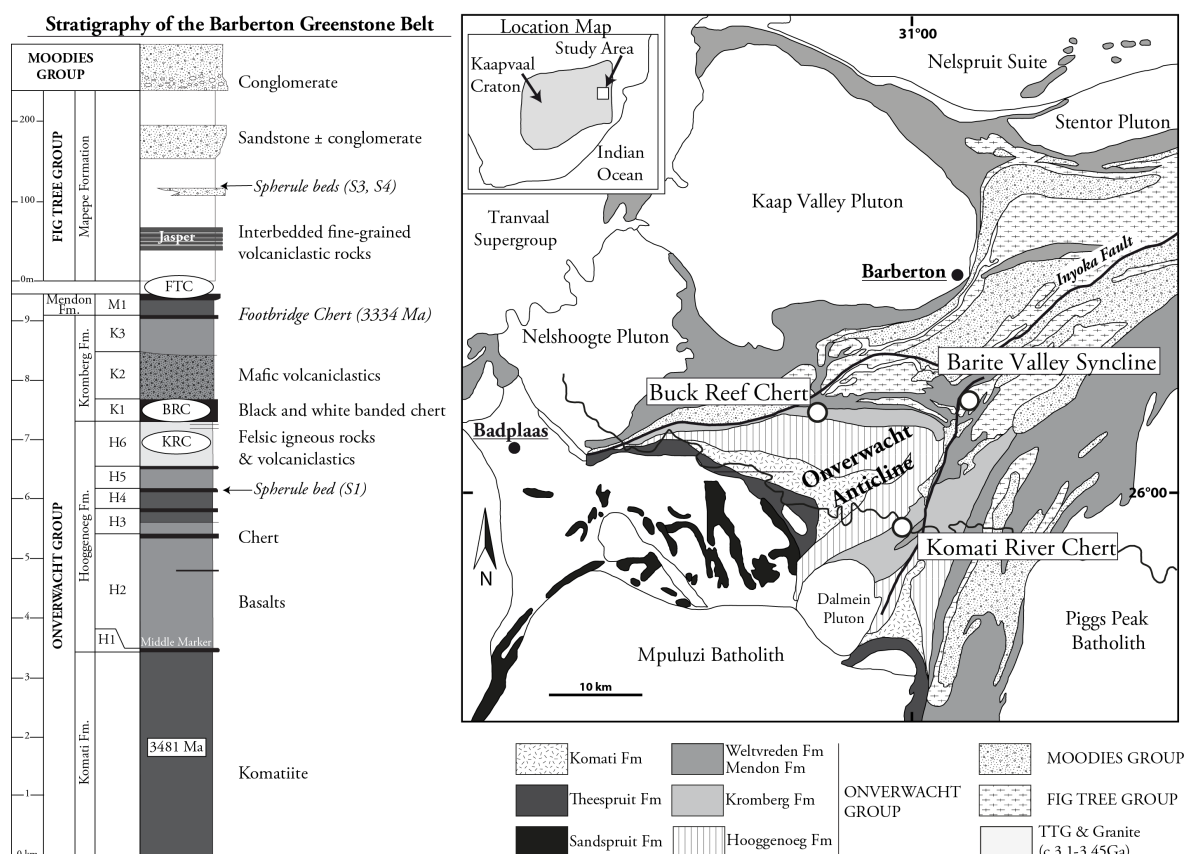 Stratigraphy of the Barberton Greenstone Belt
MOODIES
GROUP
FIG TREE GROUP
Mapepe Formation
200
100
0m
Conglomerate
Sandstone ± conglomerate
Spherule beds (S3, S4)
Jasper
Interbedded fine-grained
volcaniclastic rocks
FTC
Mendon
Fm.
M1
Footbridge Chert (3334 Ma)
ONVERWACHT GROUP
Kromberg Fm.
K3
K2
Mafic volcaniclastics
K1
BRC
Black and white banded chert
Hooggenoeg Fm.
H6
KRC
Felsic igneous rocks
& volcaniclastics
H5
H4
Spherule bed (S1)
H3
Chert
H2
Basalts
H1
Middle Marker
Komati Fm.
3481 Ma
Komatiite
9
8
7
6
5
4
3
2
1
0 km
Location Map
Study Area
Kaapvaal
Craton
Indian
Ocean
31°00
Nelspruit Suite
Stentor Pluton
Kaap Valley Pluton
Tranvaal
Supergroup
Barberton
Inyoka Fault
Nelshoogte Pluton
Barite Valley Syncline
Buck Reef Chert
Badplaas
Onverwacht
Anticline
26°00
Komati River Chert
N
Dalmein
Pluton
Piggs Peak
Batholith
Mpuluzi Batholith
10 km
Komati Fm
Theespruit Fm
Sandspruit Fm
Weltvreden Fm
Mendon Fm
Kromberg Fm
Hooggenoeg Fm
ONVERWACHT
GROUP
MOODIES GROUP
FIG TREE GROUP
TTG & Granite
(c.3.1-3.45Ga)